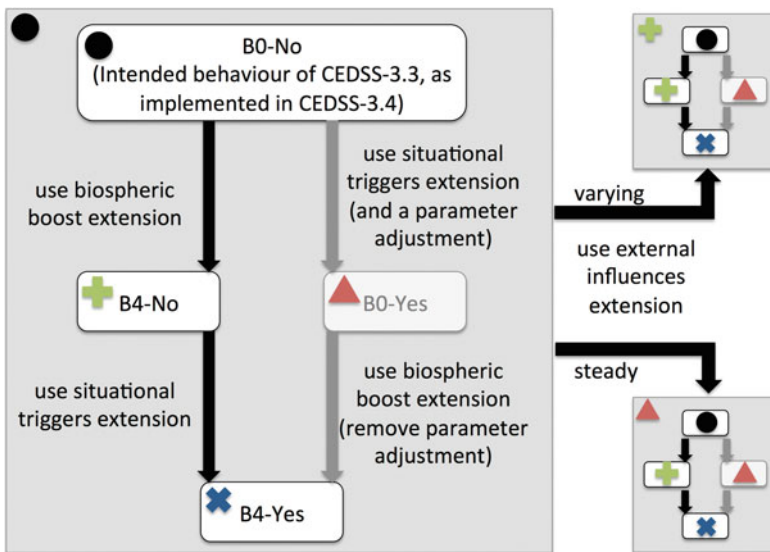 B0-No
(Intended behaviour of CEDSS-3.3, as
implemented in CEDSS-3.4)
use biospheric
boost extension
use situational
triggers extension
(and a parameter
adjustment)
B4-No
B0-Yes
use situational
triggers extension
use biospheric
boost extension
(remove parameter
adjustment)
B4-Yes
varying
use external
influences
extension
steady